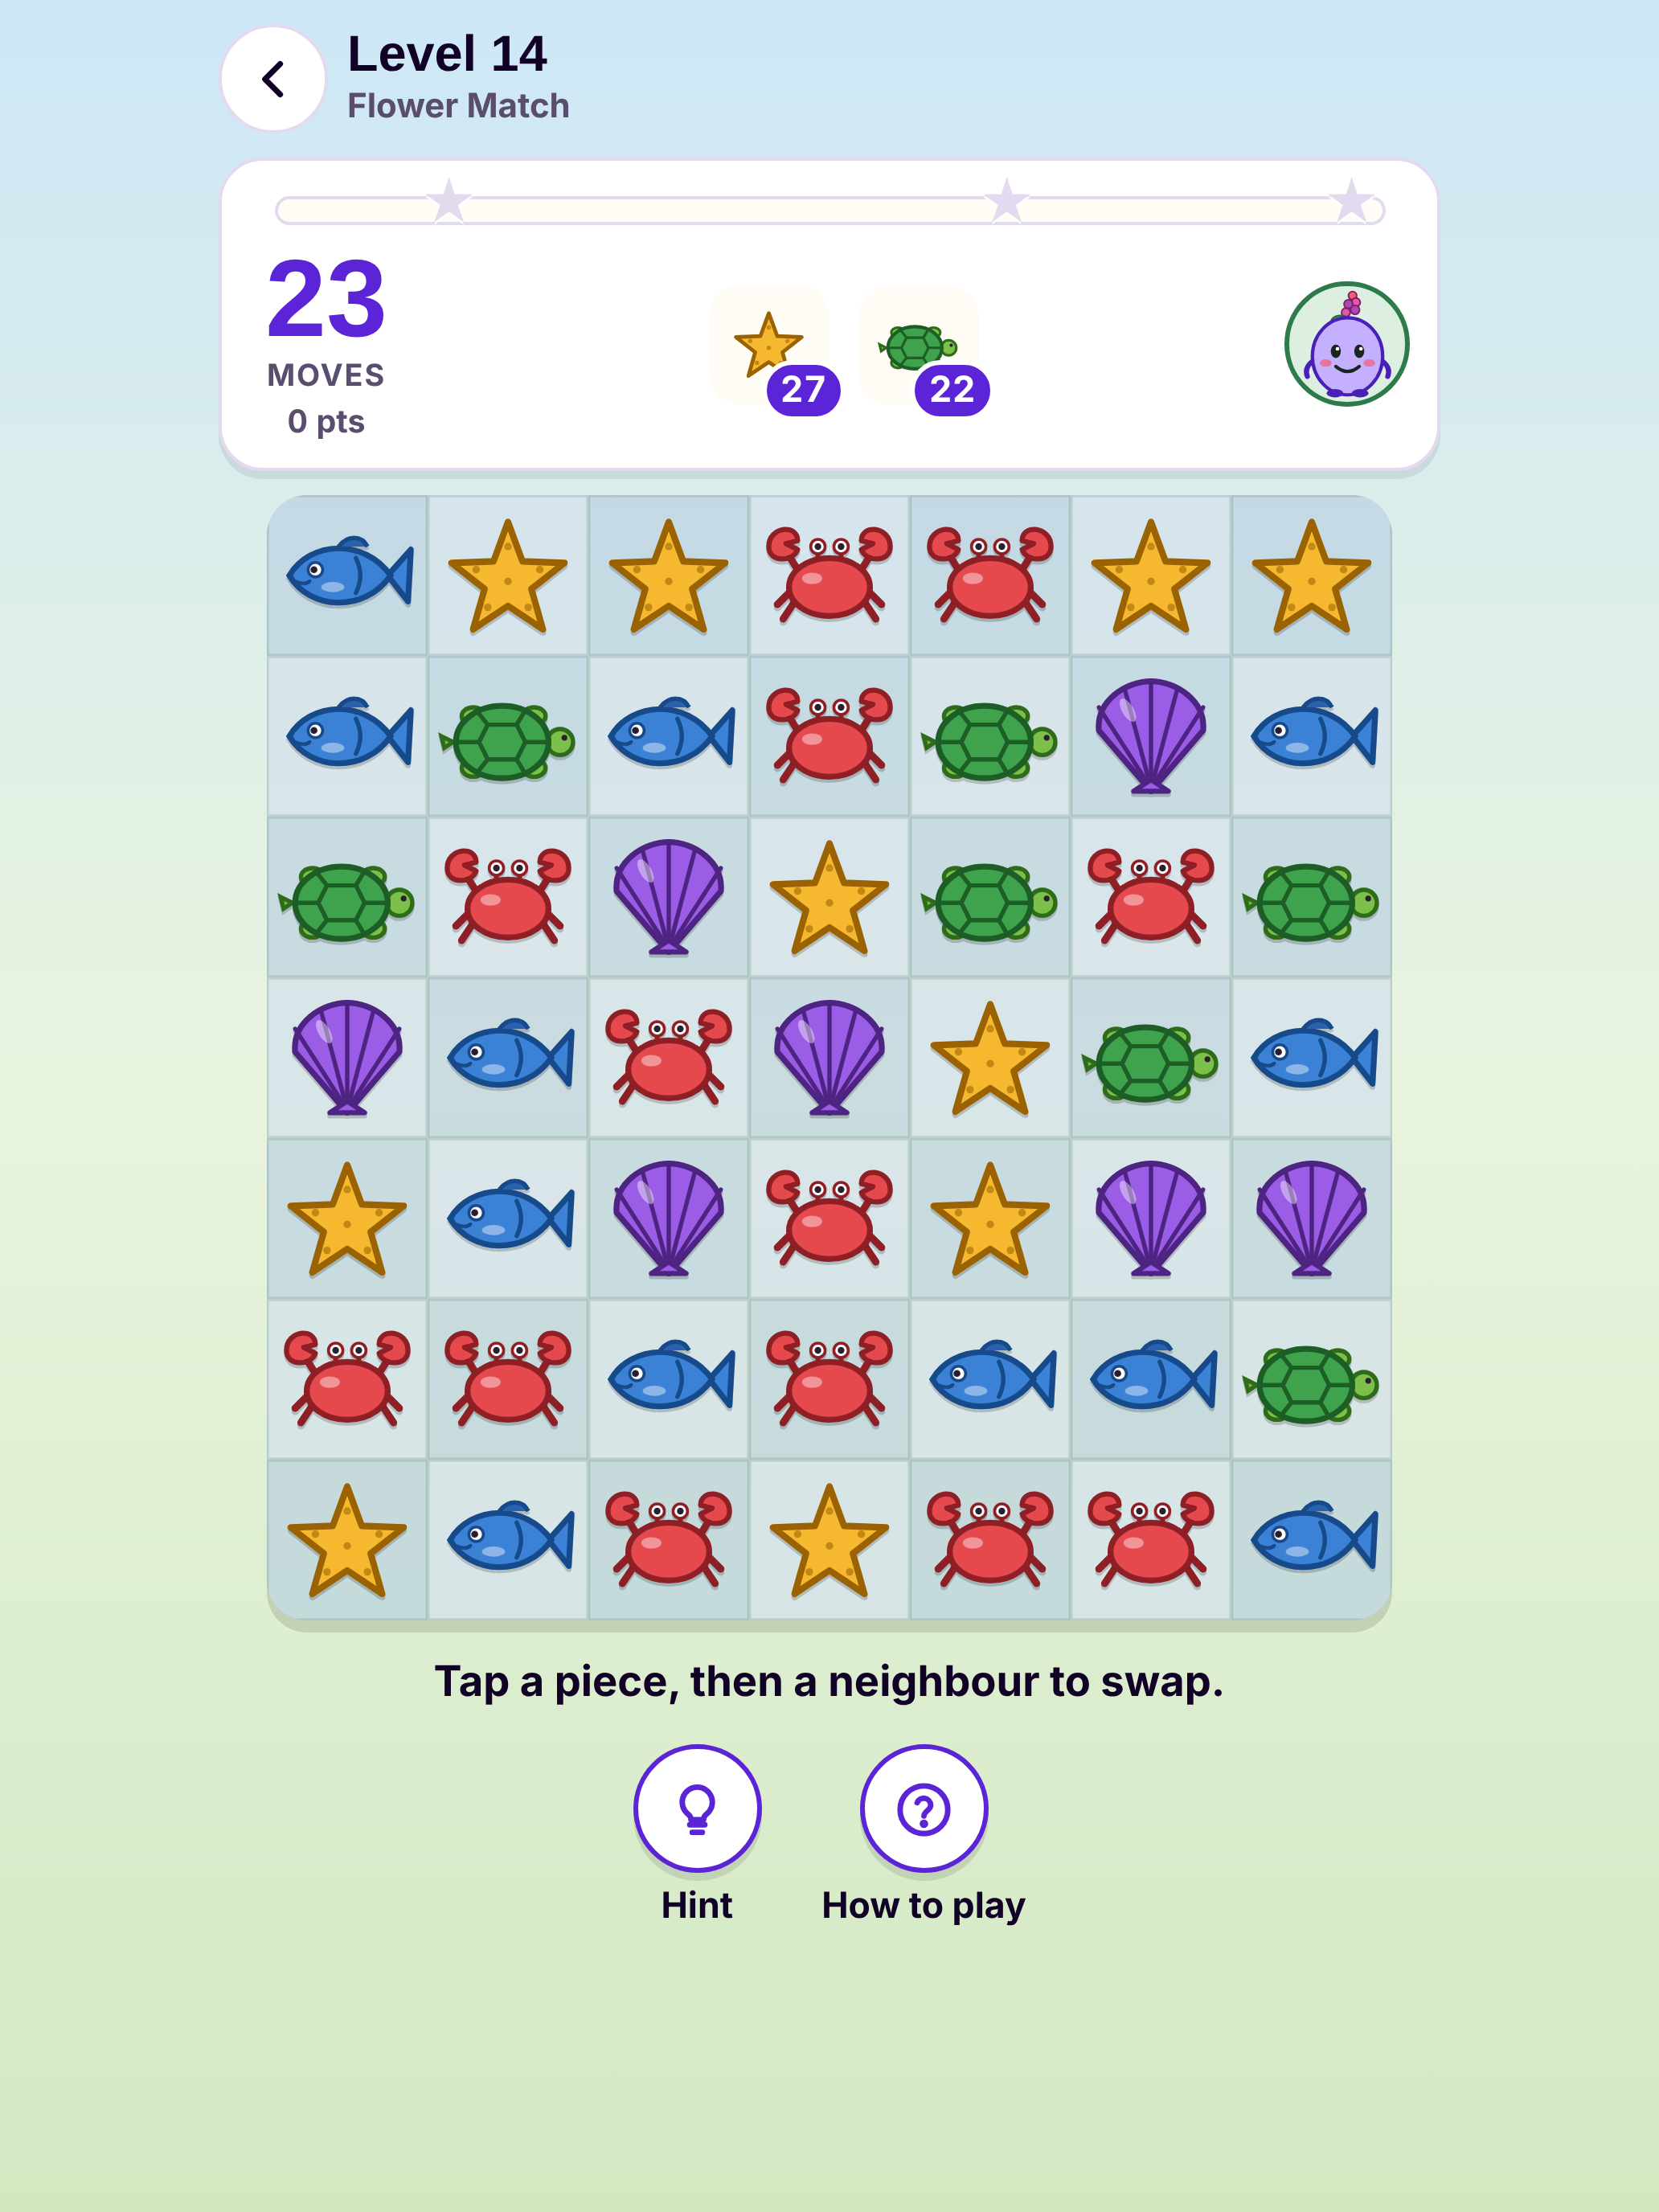 Level 14
Flower Match
23
MOVES
0 pts
27
22
Tap a piece, then a neighbour to swap.
Hint
How to play